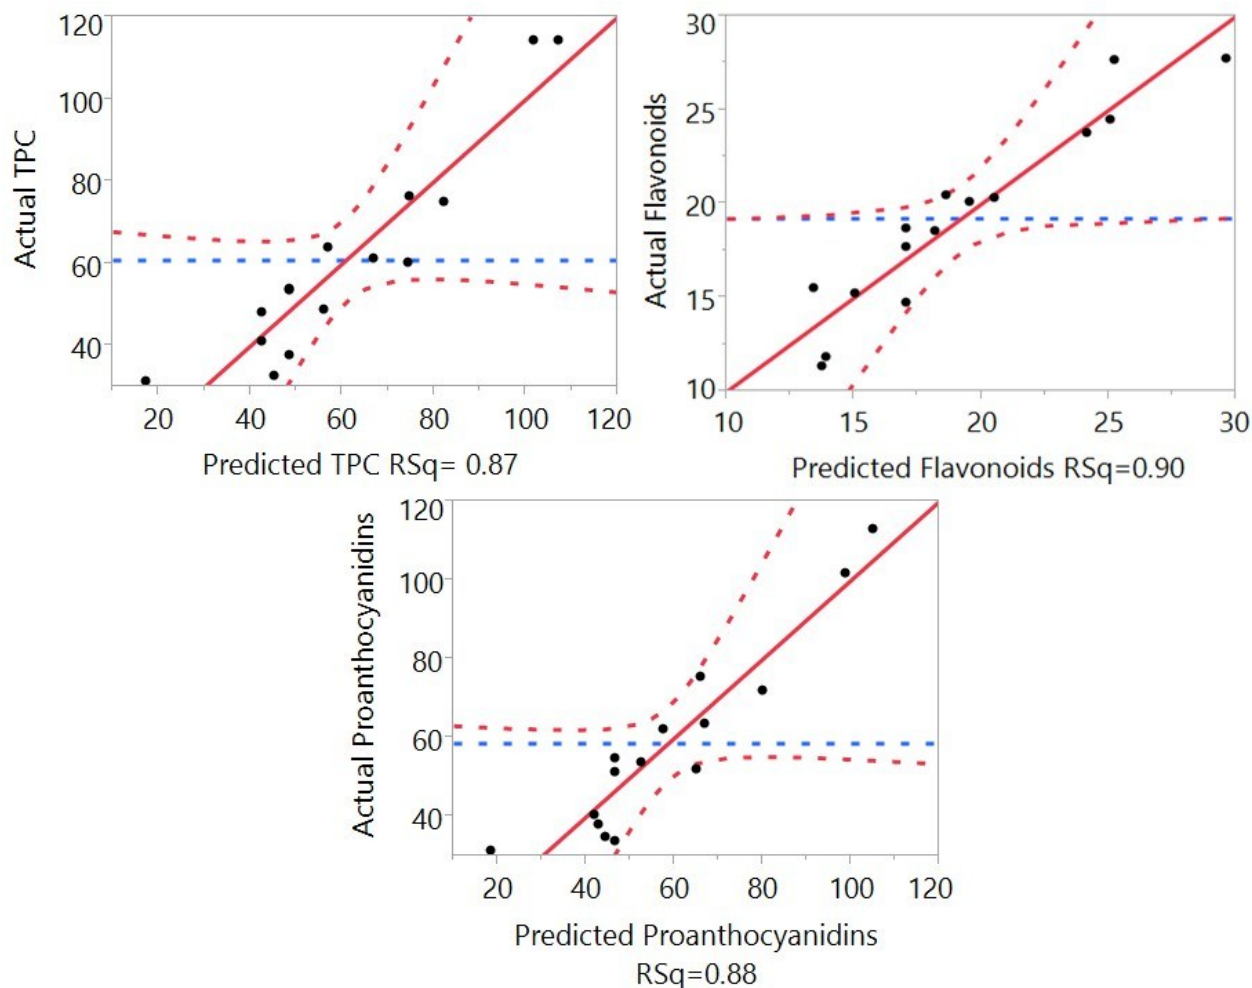 Actual TPC
120
100
80
60
40
20 40 60 80 100 120
Predicted TPC RSq= 0.87
Actual Flavonoids
30
25
20
15
10
10 15 20 25 30
Predicted Flavonoids RSq=0.90
Actual Proanthocyanidins
120
100
80
60
40
20 40 60 80 100 120
Predicted Proanthocyanidins
RSq=0.88